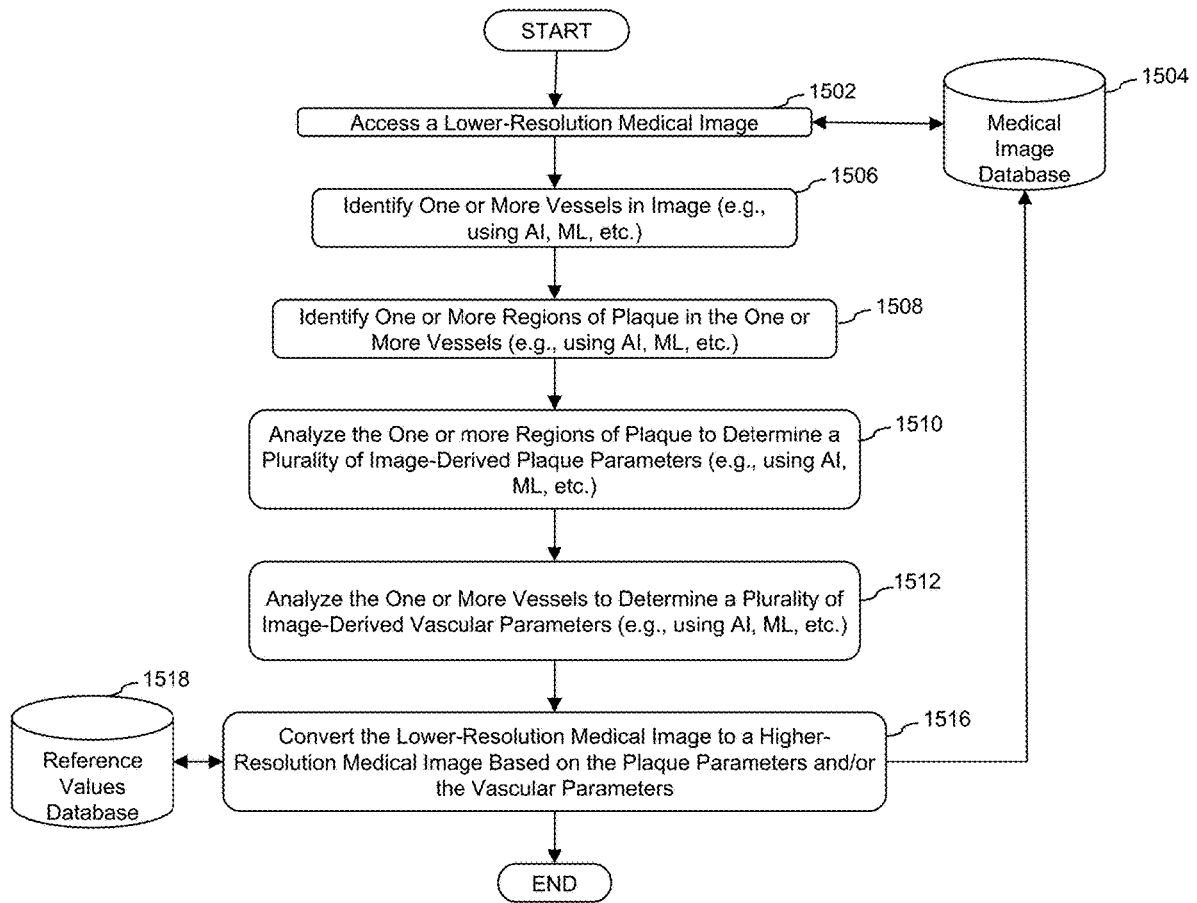 START
1502
Access a Lower-Resolution Medical Image
1504
Medical
Image
Database
1506
Identify One or More Vessels in Image (e.g.,
using AI, ML, etc.)
1508
Identify One or More Regions of Plaque in the One or
More Vessels (e.g., using AI, ML, etc.)
1510
Analyze the One or more Regions of Plaque to Determine a
Plurality of Image-Derived Plaque Parameters (e.g., using AI,
ML, etc.)
1512
Analyze the One or More Vessels to Determine a Plurality of
Image-Derived Vascular Parameters (e.g., using AI, ML, etc.)
1518
Reference
Values
Database
1516
Convert the Lower-Resolution Medical Image to a Higher-
Resolution Medical Image Based on the Plaque Parameters and/or
the Vascular Parameters
END